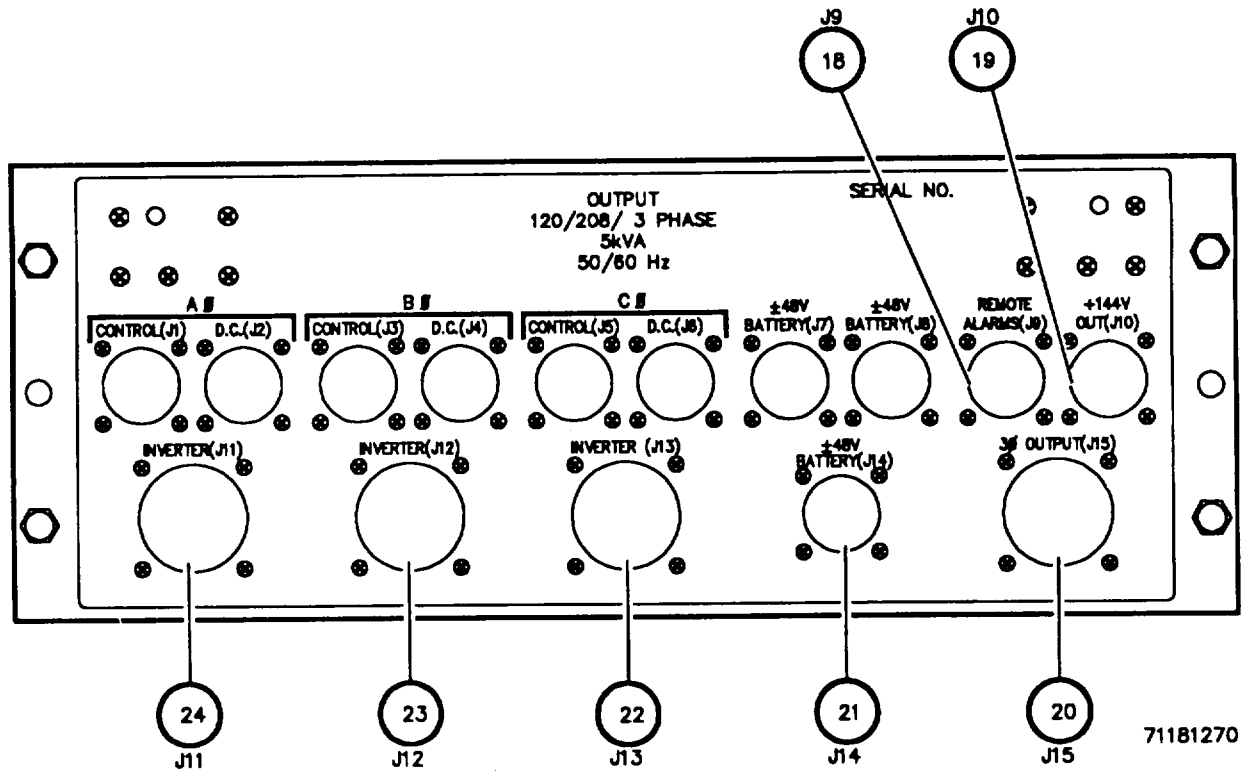 J9 J10
18 19
SERIAL NO.
OUTPUT
120/208/ 3 PHASE
5kVA
50/60 Hz
A Ø B Ø C Ø
CONTROL(J1) D.C.(J2) CONTROL(J3) D.C.(J4) CONTROL(J5) D.C.(J6)
±48V ±48V REMOTE +144V
BATTERY(J7) BATTERY(J8) ALARMS(J9) OUT(J10)
INVERTER(J11) INVERTER(J12) INVERTER (J13) ±48V BATTERY(J14) 3Ø OUTPUT(J15)
24 23 22 21 20
J11 J12 J13 J14 J15
71181270